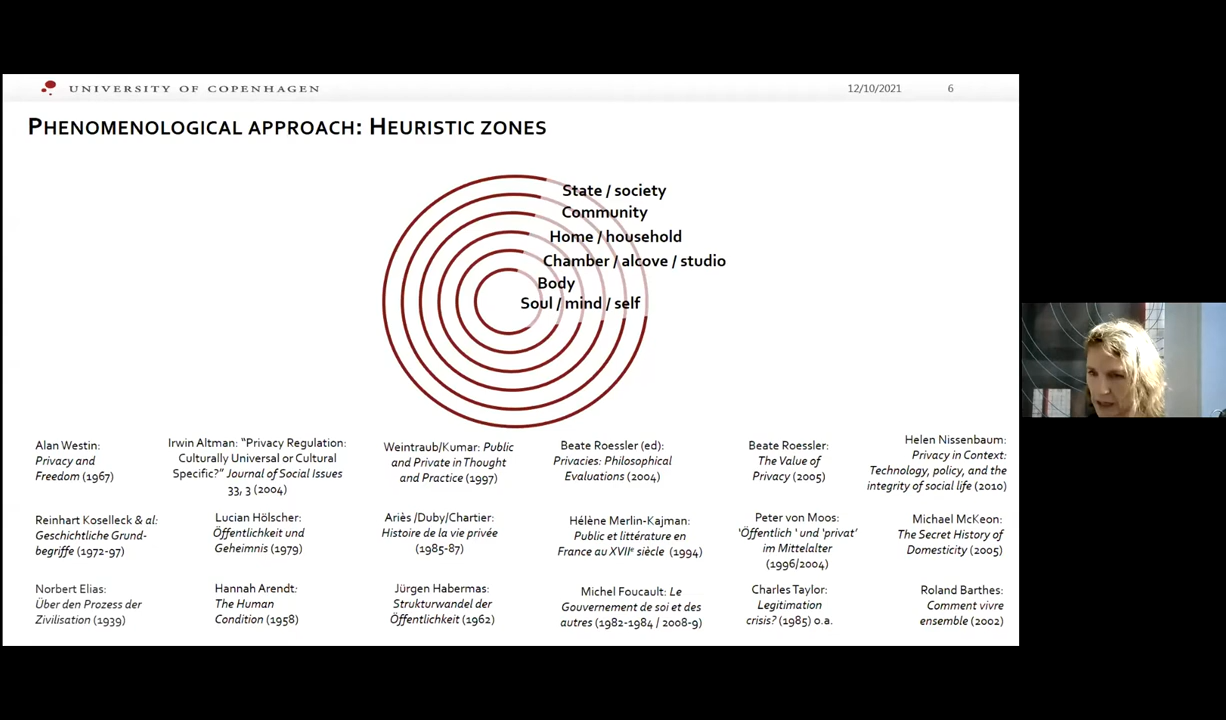 UNIVERSITY OF COPENHAGEN
12/10/2021
6
PHENOMENOLOGICAL APPROACH: HEURISTIC ZONES
State / society
Community
Home / household
Chamber / alcove / studio
Body
Soul / mind / self
Alan Westin:
Privacy and
Freedom (1967)
Irwin Altman: "Privacy Regulation:
Culturally Universal or Cultural
Specific?" Journal of Social Issues
33, 3 (2004)
Weintraub/Kumar: Public
and Private in Thought
and Practice (1997)
Beate Roessler (ed):
Privacies: Philosophical
Evaluations (2004)
Beate Roessler:
The Value of
Privacy (2005)
Helen Nissenbaum:
Privacy in Context:
Technology, policy, and the
integrity of social life (2010)
Reinhart Koselleck & al:
Geschichtliche Grund-
begriffe (1972-97)
Lucian Hölscher:
Öffentlichkeit und
Geheimnis (1979)
Ariès /Duby/Chartier:
Histoire de la vie privée
(1985-87)
Hélène Merlin-Kajman:
Public et littérature en
France au XVIIe siècle (1994)
Peter von Moos:
'Öffentlich ' und 'privat'
im Mittelalter
(1996/2004)
Michael McKeon:
The Secret History of
Domesticity (2005)
Norbert Elias:
Über den Prozess der
Zivilisation (1939)
Hannah Arendt:
The Human
Condition (1958)
Jürgen Habermas:
Strukturwandel der
Öffentlichkeit (1962)
Michel Foucault: Le
Gouvernement de soi et des
autres (1982-1984 / 2008-9)
Charles Taylor:
Legitimation
crisis? (1985) o.a.
Roland Barthes:
Comment vivre
ensemble (2002)